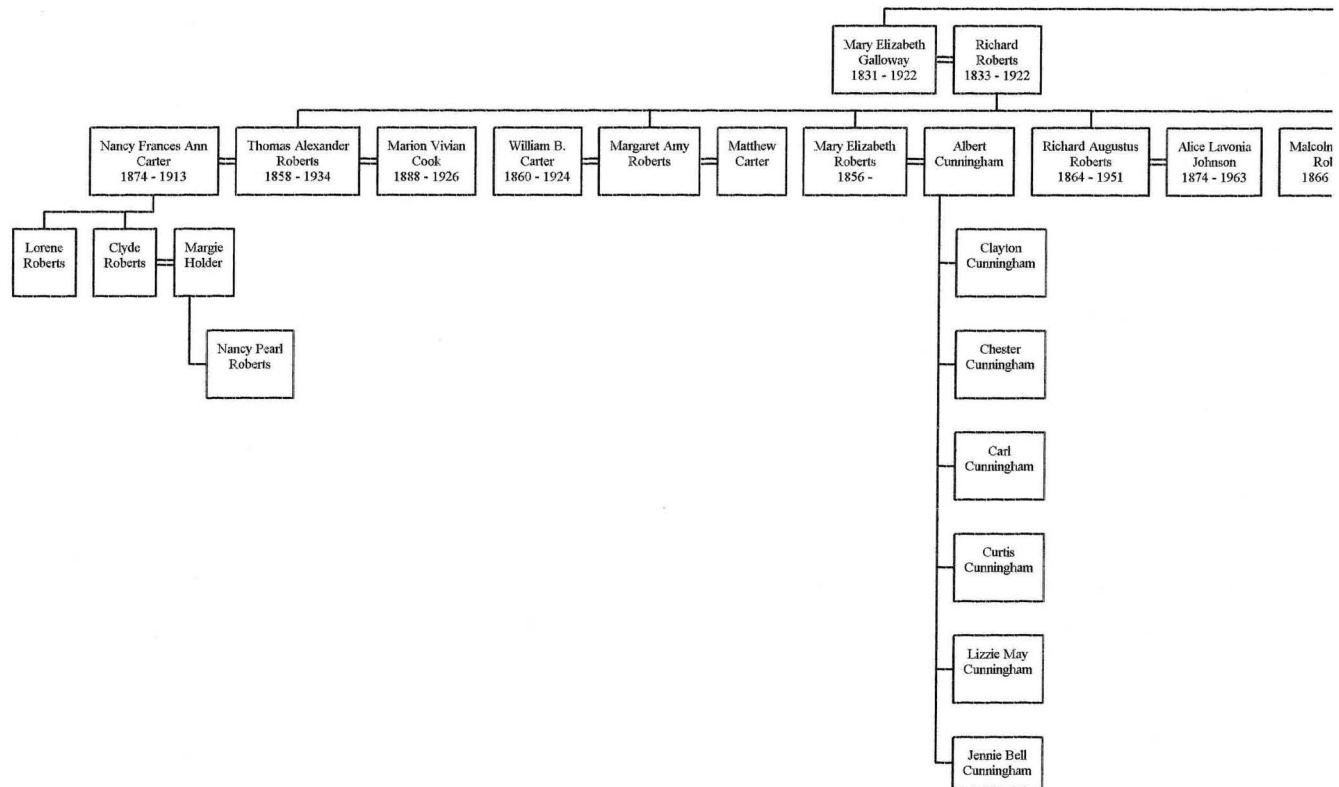 Mary Elizabeth
Galloway
1831 - 1922
Richard
Roberts
1833 - 1922
Nancy Frances Ann
Carter
1874 - 1913
Thomas Alexander
Roberts
1858 - 1934
Marion Vivian
Cook
1888 - 1926
William B.
Carter
1860 - 1924
Margaret Amy
Roberts
Matthew
Carter
Mary Elizabeth
Roberts
1856 -
Albert
Cunningham
Richard Augustus
Roberts
1864 - 1951
Alice Lavonia
Johnson
1874 - 1963
Malcoln
Rol
1866
Lorene
Roberts
Clyde
Roberts
Margie
Holder
Clayton
Cunningham
Nancy Pearl
Roberts
Chester
Cunningham
Carl
Cunningham
Curtis
Cunningham
Lizzie May
Cunningham
Jennie Bell
Cunningham